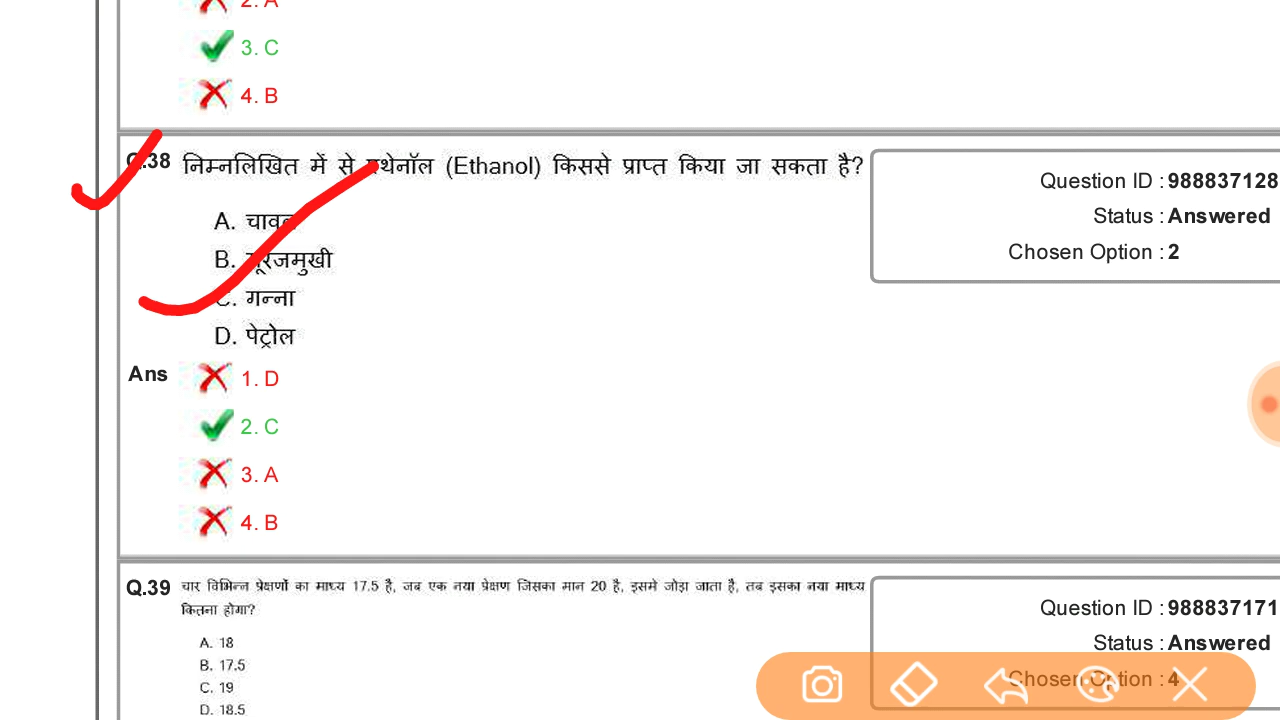 2. A
3. C
4. B
Q.38 निम्नलिखित में से एथेनॉल (Ethanol) किससे प्राप्त किया जा सकता है?
Question ID : 988837128
Status : Answered
Chosen Option : 2
A. चावल
B. सूरजमुखी
C. गन्ना
D. पेट्रोल
Ans
1. D
2. C
3. A
4. B
Q.39 चार विभिन्न प्रेक्षणों का माध्य 17.5 है, जब एक नया प्रेक्षण जिसका मान 20 है, इसमे जोड़ा जाता है, तब इसका नया माध्य
कितना होगा?
Question ID : 988837171
Status : Answered
Chosen Option : 4
A. 18
B. 17.5
C. 19
D. 18.5